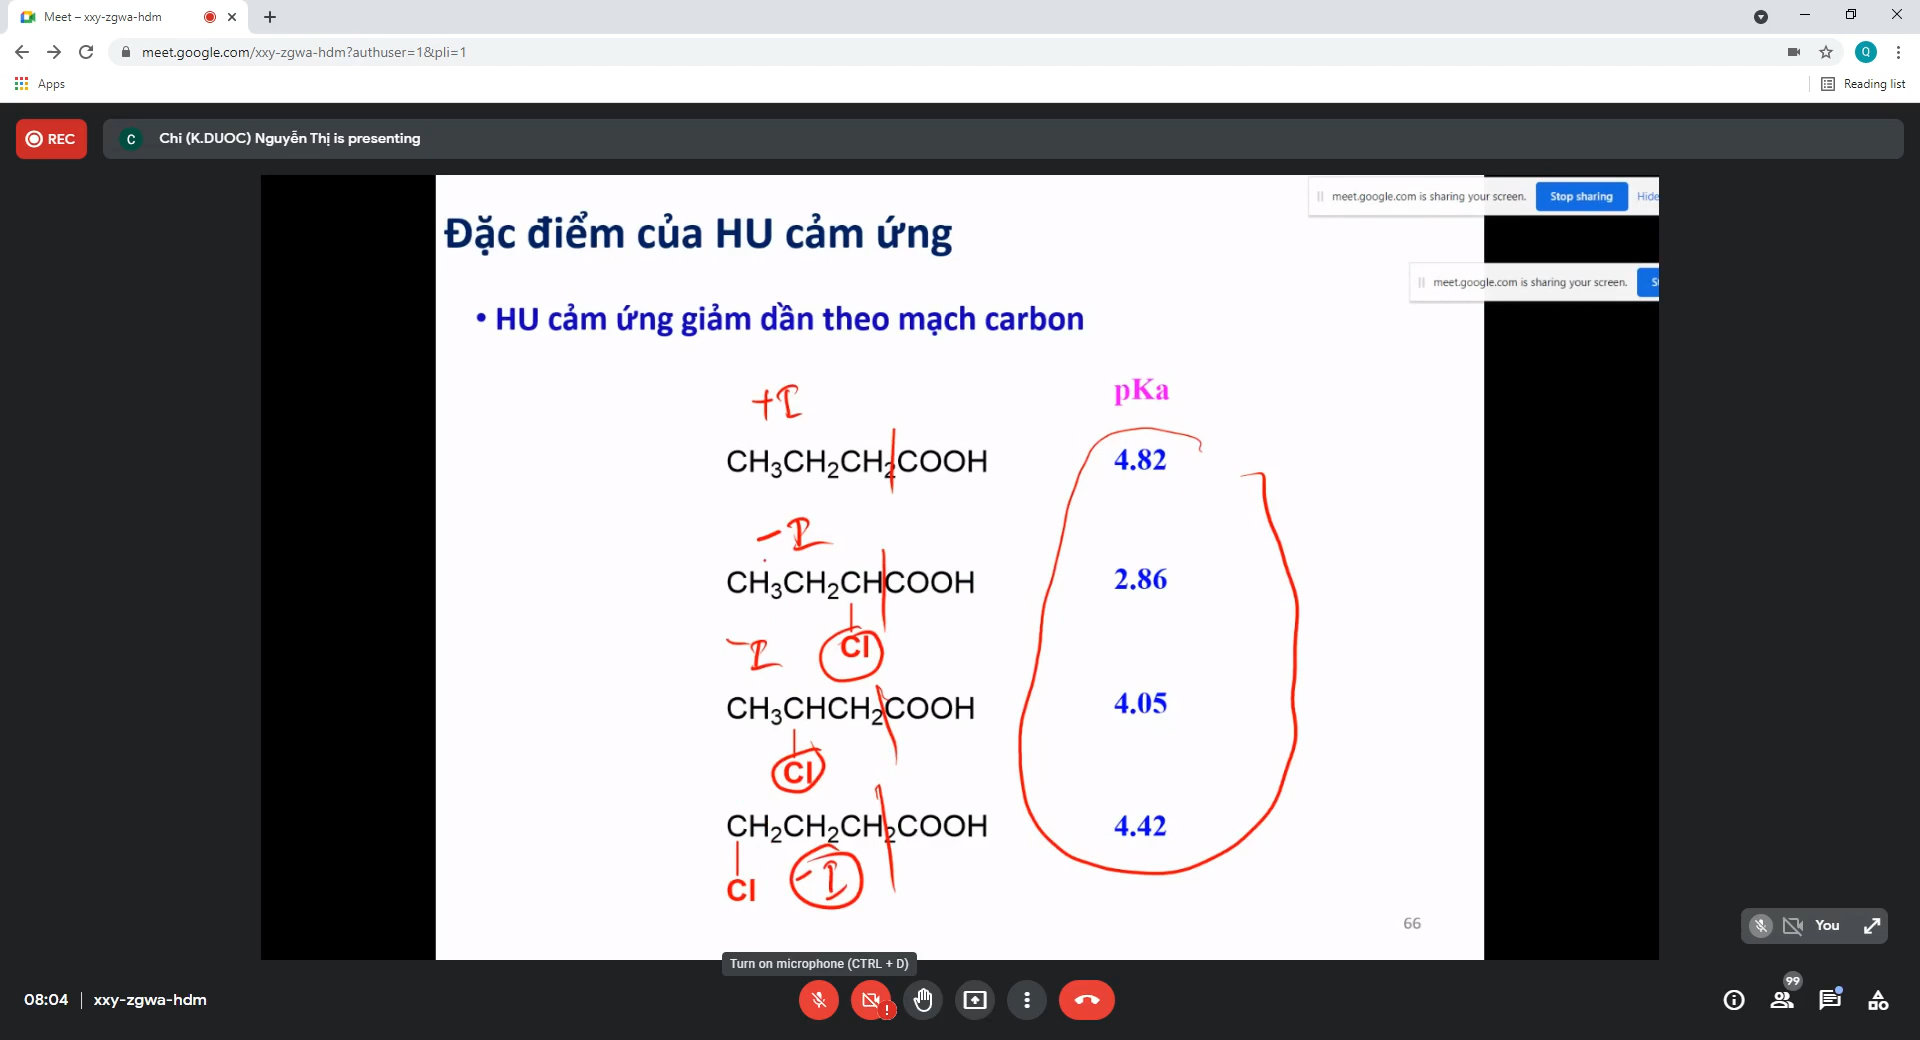 Meet – xxy-zgwa-hdm
meet.google.com/xxy-zgwa-hdm?authuser=1&pli=1
Q
Apps
Reading list
REC
C
Chi (K.DUOC) Nguyễn Thị is presenting
meet.google.com is sharing your screen. Stop sharing Hide
Đặc điểm của HU cảm ứng
meet.google.com is sharing your screen. S
• HU cảm ứng giảm dần theo mạch carbon
+I pKa
CH₃CH₂CH₂COOH 4.82
-I
CH₃CH₂CHCOOH 2.86
Cl
-I
CH₃CHCH₂COOH 4.05
Cl
CH₂CH₂CH₂COOH 4.42
Cl -I
66
You
Turn on microphone (CTRL + D)
08:04 | xxy-zgwa-hdm
99